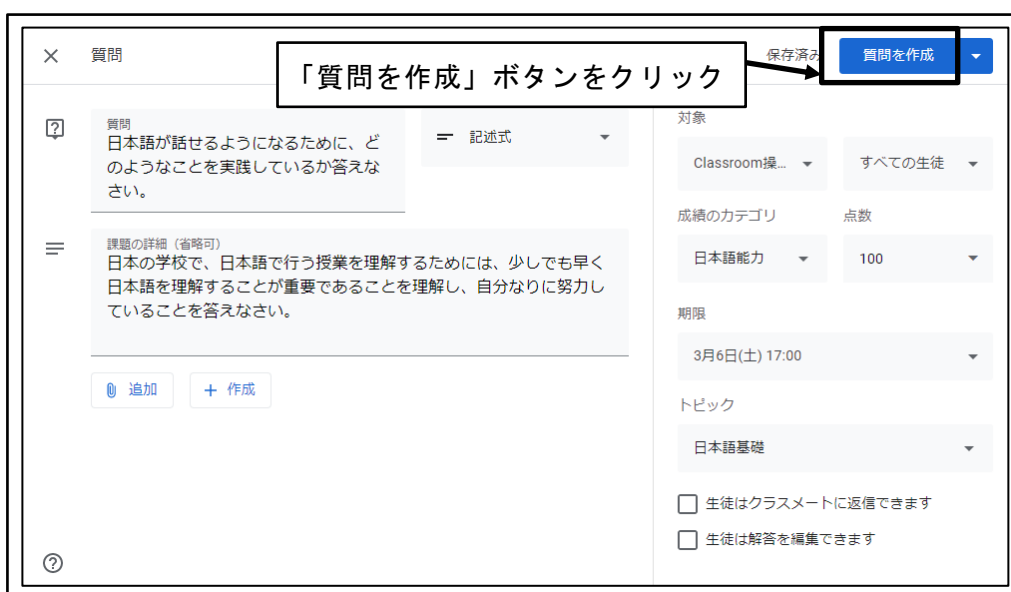 質問
「質問を作成」ボタンをクリック
保存済み
質問を作成
質問
日本語が話せるようになるために、ど
のようなことを実践しているか答えな
さい。
記述式
課題の詳細（省略可）
日本の学校で、日本語で行う授業を理解するためには、少しでも早く
日本語を理解することが重要であることを理解し、自分なりに努力し
ていることを答えなさい。
追加
作成
対象
Classroom操...
すべての生徒
成績のカテゴリ
点数
日本語能力
100
期限
3月6日(土) 17:00
トピック
日本語基礎
生徒はクラスメートに返信できます
生徒は解答を編集できます